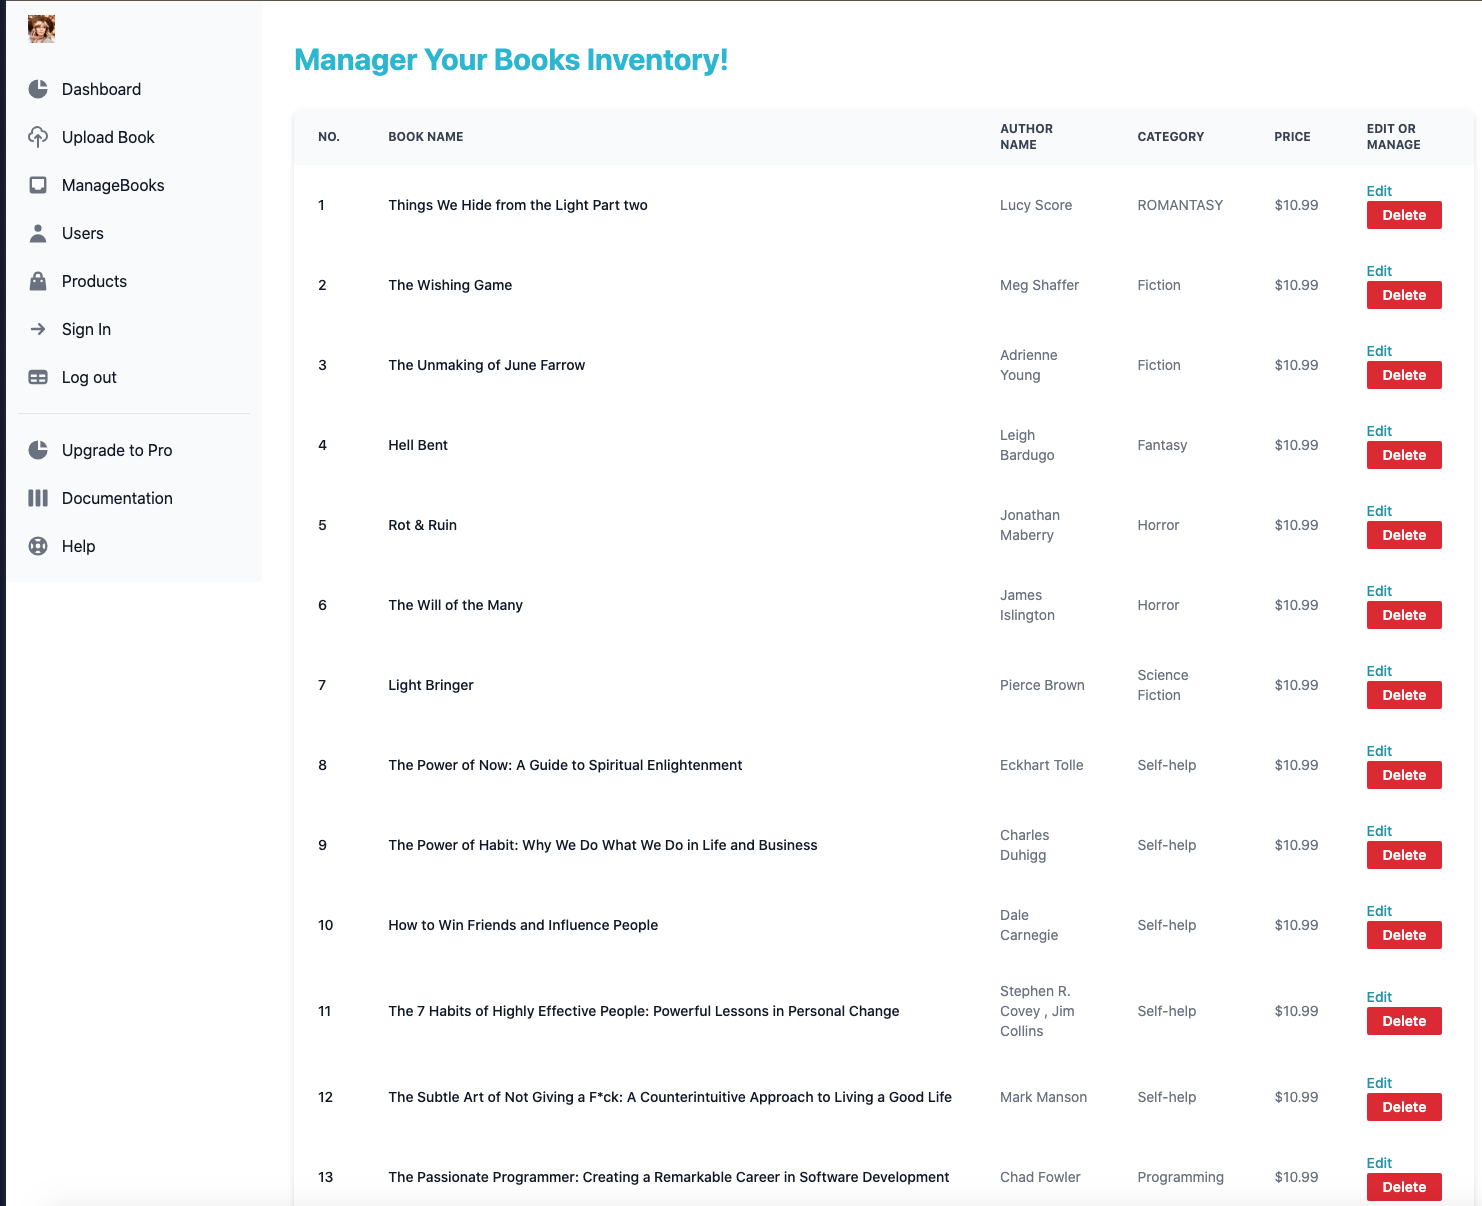 Dashboard
Upload Book
ManageBooks
Users
Products
Sign In
Log out
Upgrade to Pro
Documentation
Help
Manager Your Books Inventory!
NO. BOOK NAME AUTHOR NAME CATEGORY PRICE EDIT OR MANAGE
1 Things We Hide from the Light Part two Lucy Score ROMANTASY $10.99 Edit Delete
2 The Wishing Game Meg Shaffer Fiction $10.99 Edit Delete
3 The Unmaking of June Farrow Adrienne Young Fiction $10.99 Edit Delete
4 Hell Bent Leigh Bardugo Fantasy $10.99 Edit Delete
5 Rot & Ruin Jonathan Maberry Horror $10.99 Edit Delete
6 The Will of the Many James Islington Horror $10.99 Edit Delete
7 Light Bringer Pierce Brown Science Fiction $10.99 Edit Delete
8 The Power of Now: A Guide to Spiritual Enlightenment Eckhart Tolle Self-help $10.99 Edit Delete
9 The Power of Habit: Why We Do What We Do in Life and Business Charles Duhigg Self-help $10.99 Edit Delete
10 How to Win Friends and Influence People Dale Carnegie Self-help $10.99 Edit Delete
11 The 7 Habits of Highly Effective People: Powerful Lessons in Personal Change Stephen R. Covey , Jim Collins Self-help $10.99 Edit Delete
12 The Subtle Art of Not Giving a F*ck: A Counterintuitive Approach to Living a Good Life Mark Manson Self-help $10.99 Edit Delete
13 The Passionate Programmer: Creating a Remarkable Career in Software Development Chad Fowler Programming $10.99 Edit Delete